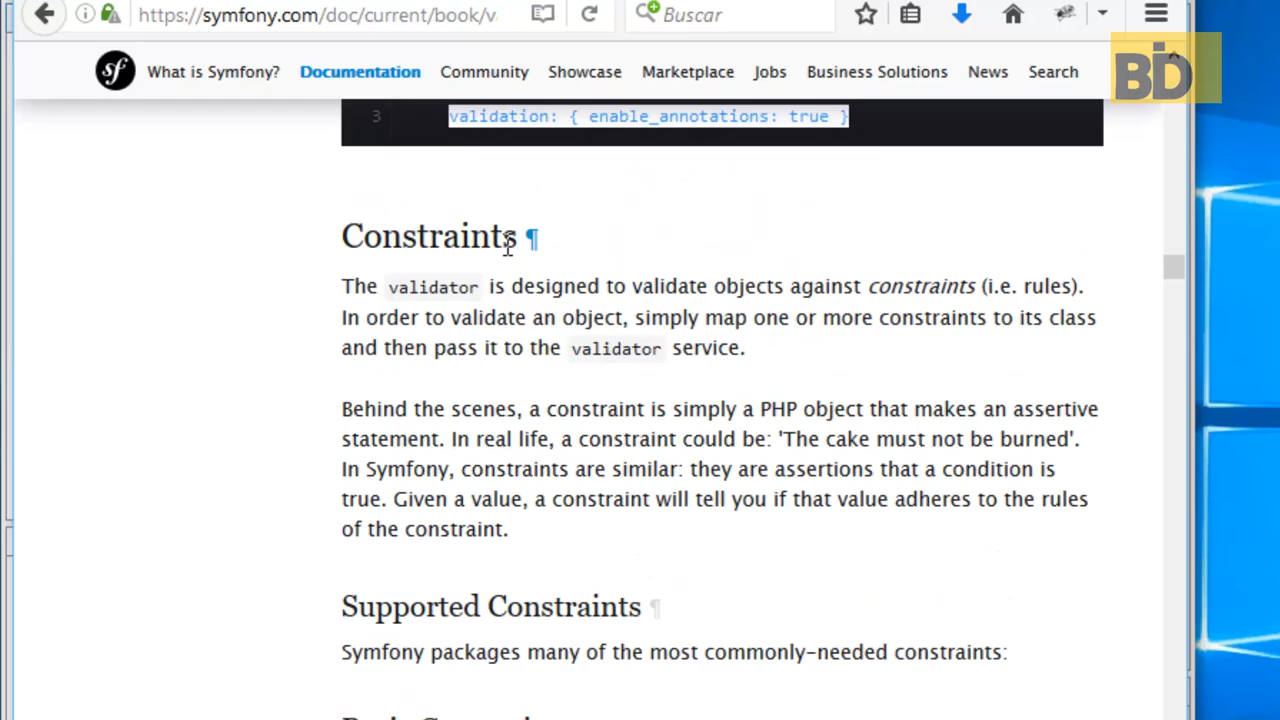 https://symfony.com/doc/current/book/v
Buscar
sf
What is Symfony? Documentation Community Showcase Marketplace Jobs Business Solutions News Search
BD
3 validation: { enable_annotations: true }
Constraints ¶
The validator is designed to validate objects against constraints (i.e. rules).
In order to validate an object, simply map one or more constraints to its class
and then pass it to the validator service.
Behind the scenes, a constraint is simply a PHP object that makes an assertive
statement. In real life, a constraint could be: 'The cake must not be burned'.
In Symfony, constraints are similar: they are assertions that a condition is
true. Given a value, a constraint will tell you if that value adheres to the rules
of the constraint.
Supported Constraints ¶
Symfony packages many of the most commonly-needed constraints: